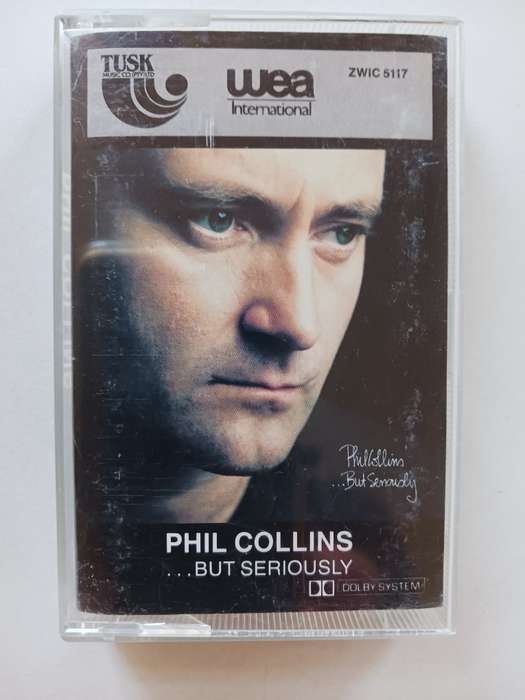 TUSK
MUSIC CO. (PTY) LTD
wea
International
ZWIC 5117
Phil Collins
...But Seriously
PHIL COLLINS
...BUT SERIOUSLY
DOLBY SYSTEM